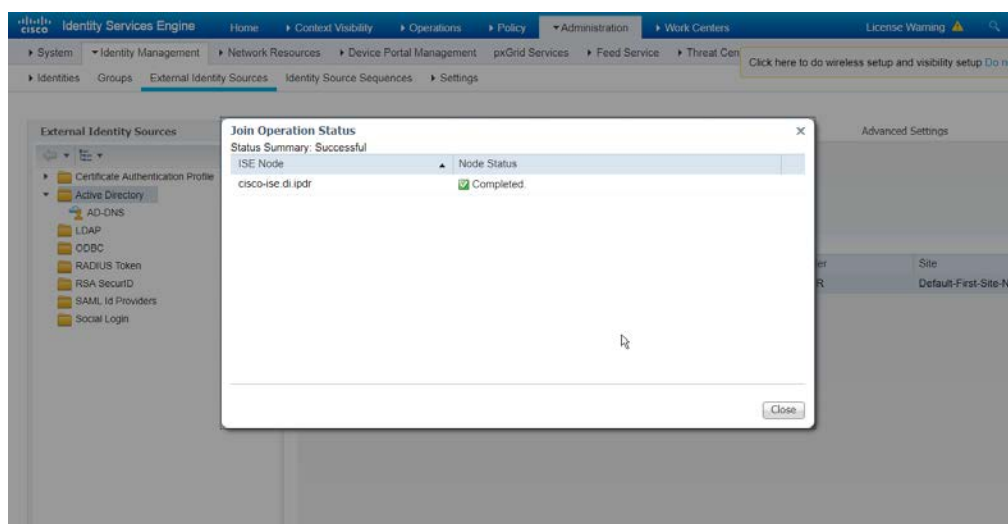 cisco Identity Services Engine Home Context Visibility Operations Policy Administration Work Centers License Warning
System Identity Management Network Resources Device Portal Management pxGrid Services Feed Service Threat Cen
Click here to do wireless setup and visibility setup Do n
Identities Groups External Identity Sources Identity Source Sequences Settings
External Identity Sources
Certificate Authentication Profile
Active Directory
AD-DNS
LDAP
ODBC
RADIUS Token
RSA SecurID
SAML Id Providers
Social Login
Join Operation Status
Status Summary: Successful
ISE Node Node Status
cisco-ise.di.ipdr Completed.
Close
Advanced Settings
er Site
R Default-First-Site-N